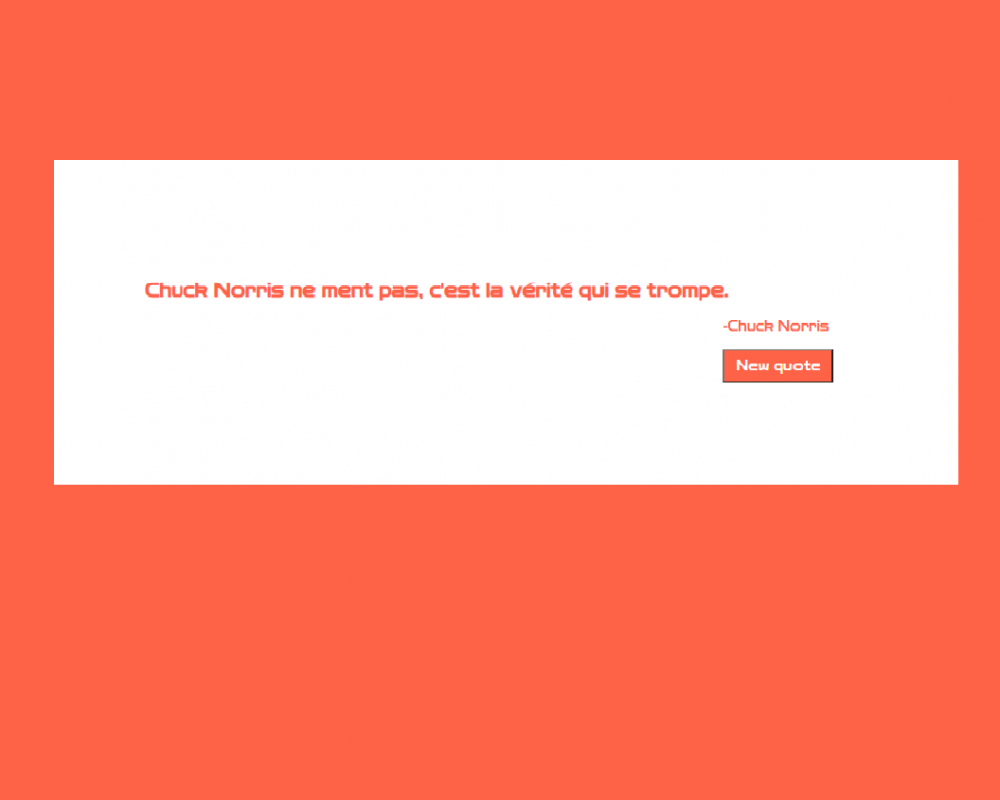 Chuck Norris ne ment pas, c'est la vérité qui se trompe.
-Chuck Norris
New quote